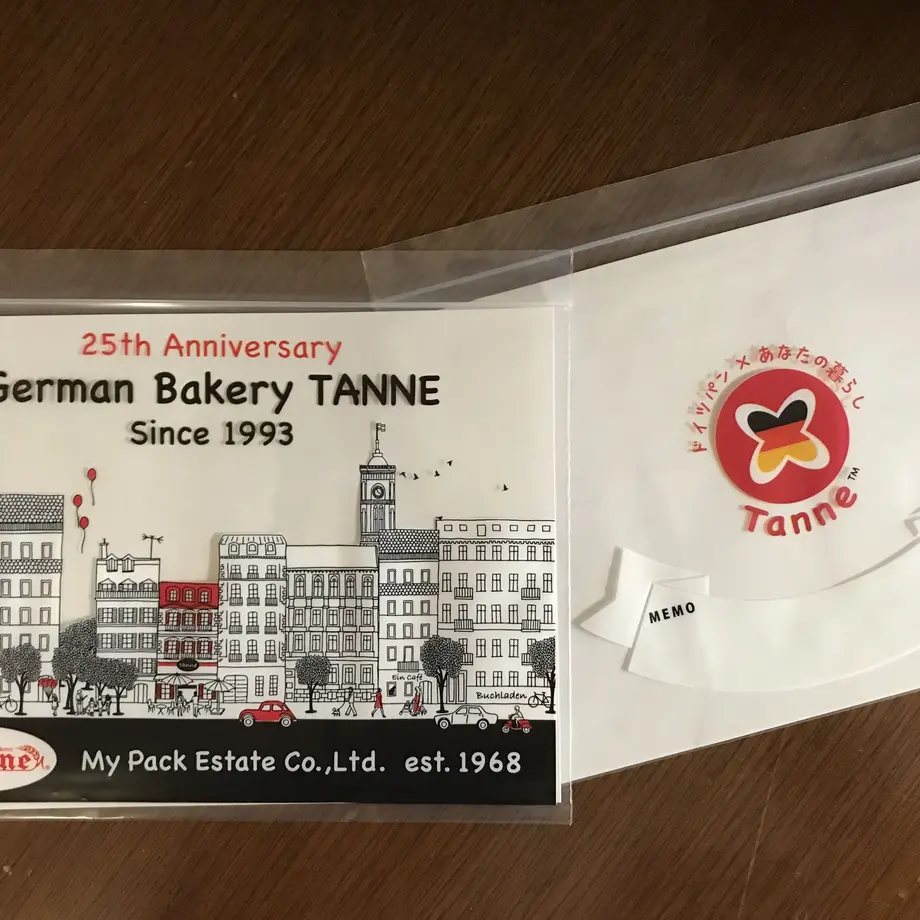 25th Anniversary
German Bakery TANNE
Since 1993
tanne
Ein Café
Buchladen
My Pack Estate Co.,Ltd. est. 1968
ドイツパン×あなたの暮らし
Tanne™
MEMO